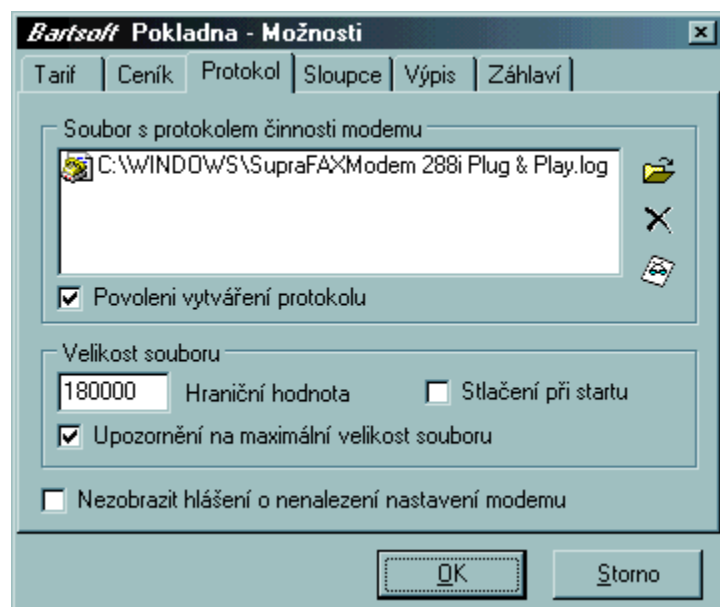 Bartsoft Pokladna - Možnosti
Tarif Ceník Protokol Sloupce Výpis Záhlaví
Soubor s protokolem činnosti modemu
C:\WINDOWS\SupraFAXModem 288i Plug & Play.log
Povoleni vytváření protokolu
Velikost souboru
180000 Hraniční hodnota Stlačení při startu
Upozornění na maximální velikost souboru
Nezobrazit hlášení o nenalezení nastavení modemu
OK Storno